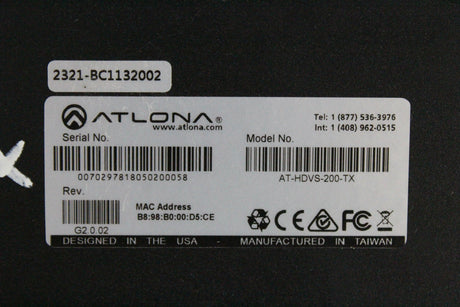 2321-BC1132002
ATLONA®
www.atlona.com
Tel: 1 (877) 536-3976
Int: 1 (408) 962-0515
Serial No.
Model No.
0070297818050200058
AT-HDVS-200-TX
Rev.
G2.0.02
MAC Address
B8:98:B0:00:D5:CE
CE FC
DESIGNED IN THE USA - MANUFACTURED IN TAIWAN